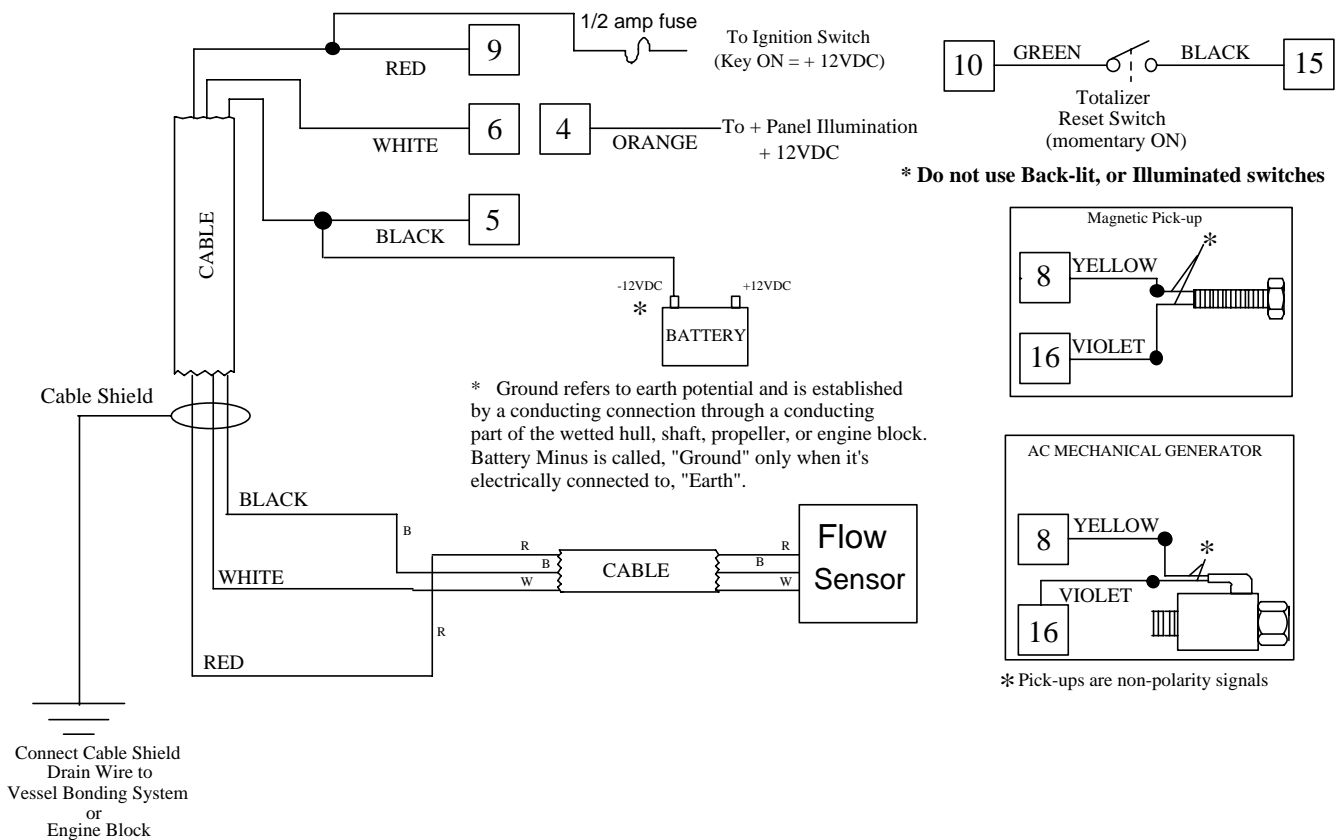 1/2 amp fuse
9
RED
To Ignition Switch
(Key ON = + 12VDC)
6
WHITE
4
ORANGE
To + Panel Illumination
+ 12VDC
5
BLACK
CABLE
-12VDC
+12VDC
*
BATTERY
10
GREEN
BLACK
15
Totalizer
Reset Switch
(momentary ON)
* Do not use Back-lit, or Illuminated switches
Magnetic Pick-up
8
YELLOW
*
16
VIOLET
Cable Shield
* Ground refers to earth potential and is established
by a conducting connection through a conducting
part of the wetted hull, shaft, propeller, or engine block.
Battery Minus is called, "Ground" only when it's
electrically connected to, "Earth".
BLACK
B
WHITE
R
B
W
CABLE
R
B
W
Flow
Sensor
R
RED
AC MECHANICAL GENERATOR
8
YELLOW
*
VIOLET
16
* Pick-ups are non-polarity signals
Connect Cable Shield
Drain Wire to
Vessel Bonding System
or
Engine Block